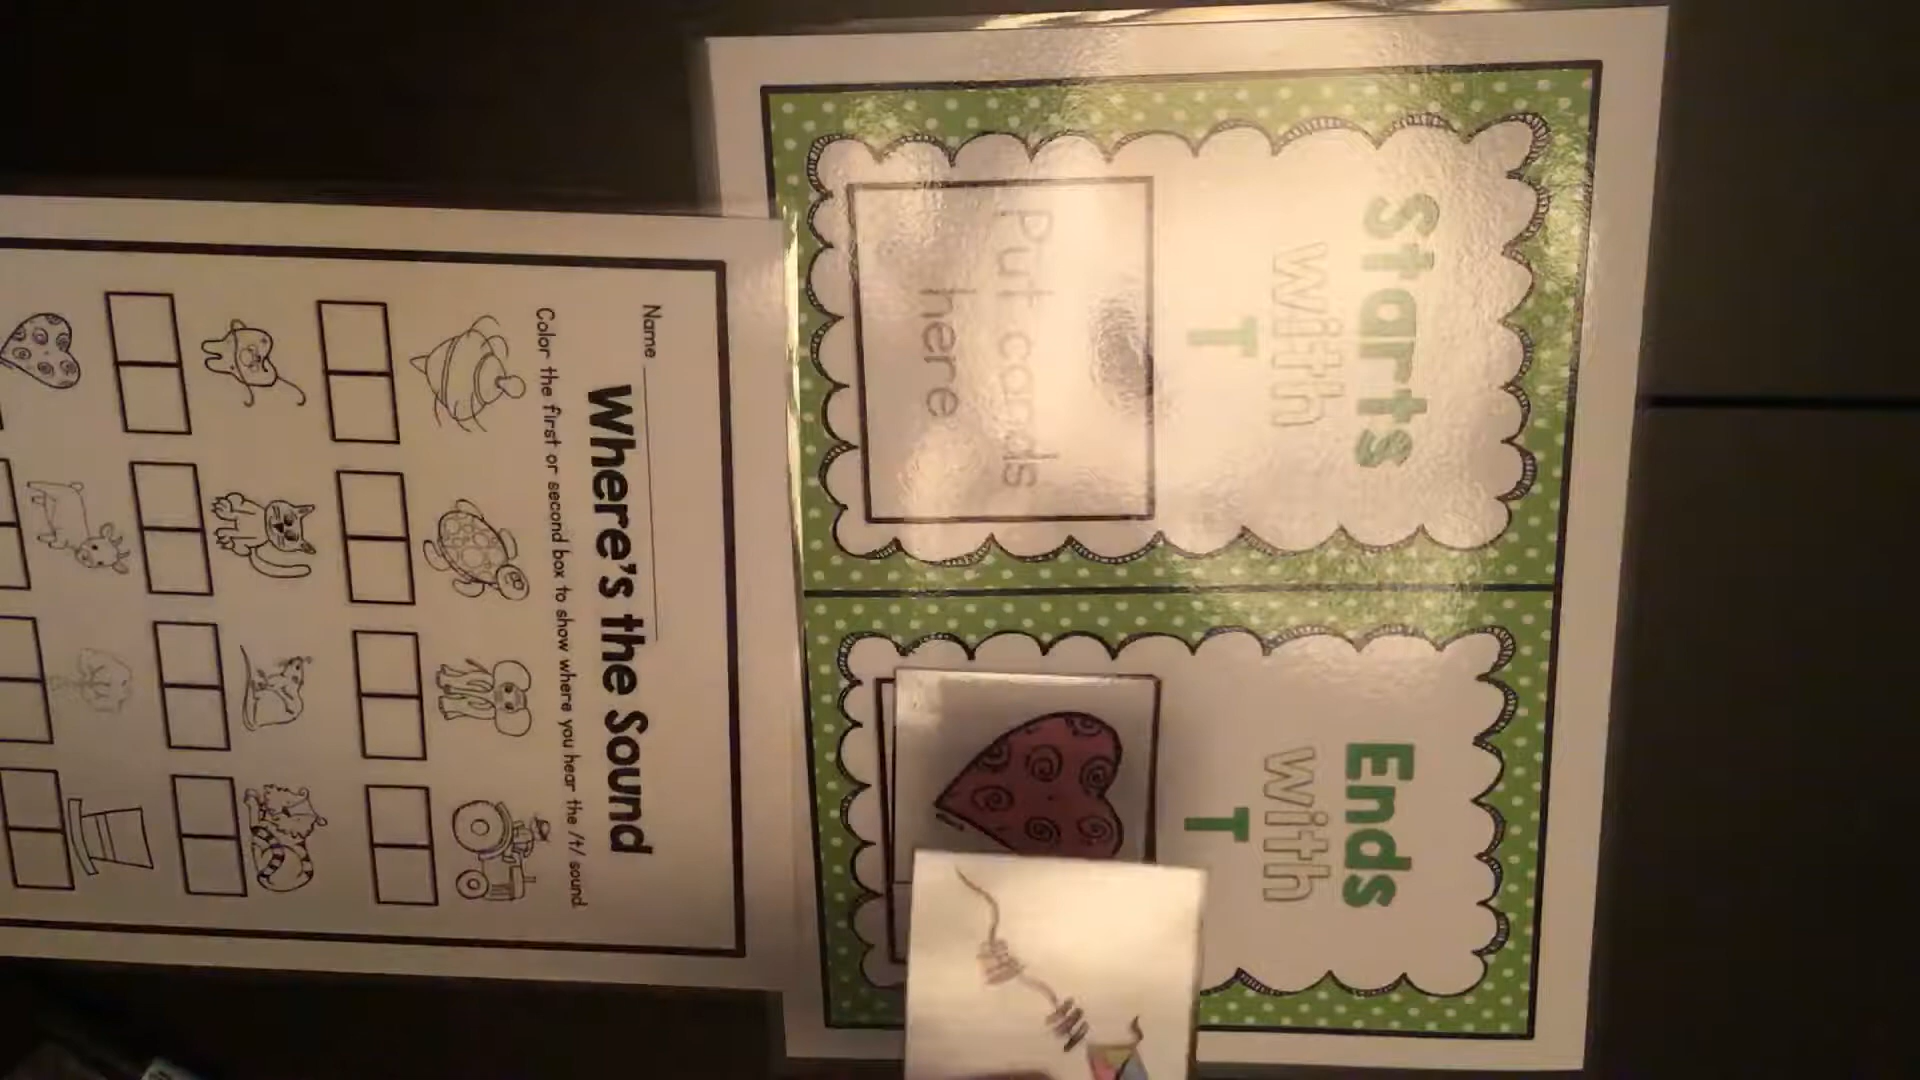 Starts
with
T
Put cards
here
Ends
with
T
Name
Where's the Sound
Color the first or second box to show where you hear the /t/ sound.